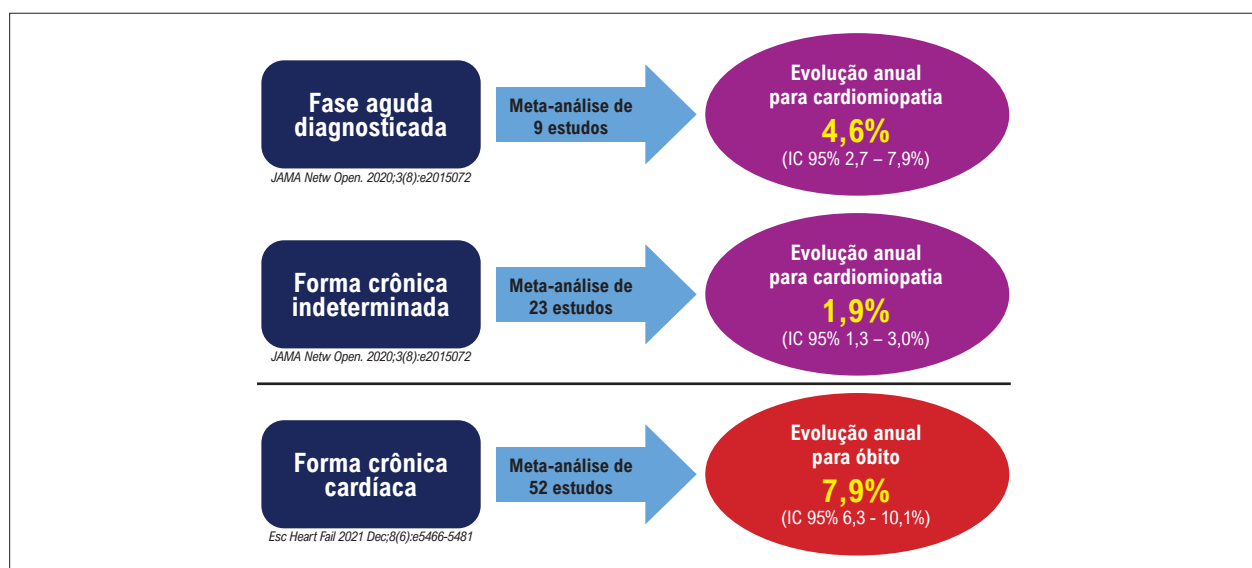 Fase aguda
diagnosticada
JAMA Netw Open. 2020;3(8):e2015072
Meta-análise de
9 estudos
Evolução anual
para cardiomiopatia
4,6%
(IC 95% 2,7 – 7,9%)
Forma crônica
indeterminada
JAMA Netw Open. 2020;3(8):e2015072
Meta-análise de
23 estudos
Evolução anual
para cardiomiopatia
1,9%
(IC 95% 1,3 – 3,0%)
Forma crônica
cardíaca
Esc Heart Fail 2021 Dec;8(6):e5466-5481
Meta-análise de
52 estudos
Evolução anual
para óbito
7,9%
(IC 95% 6,3 - 10,1%)